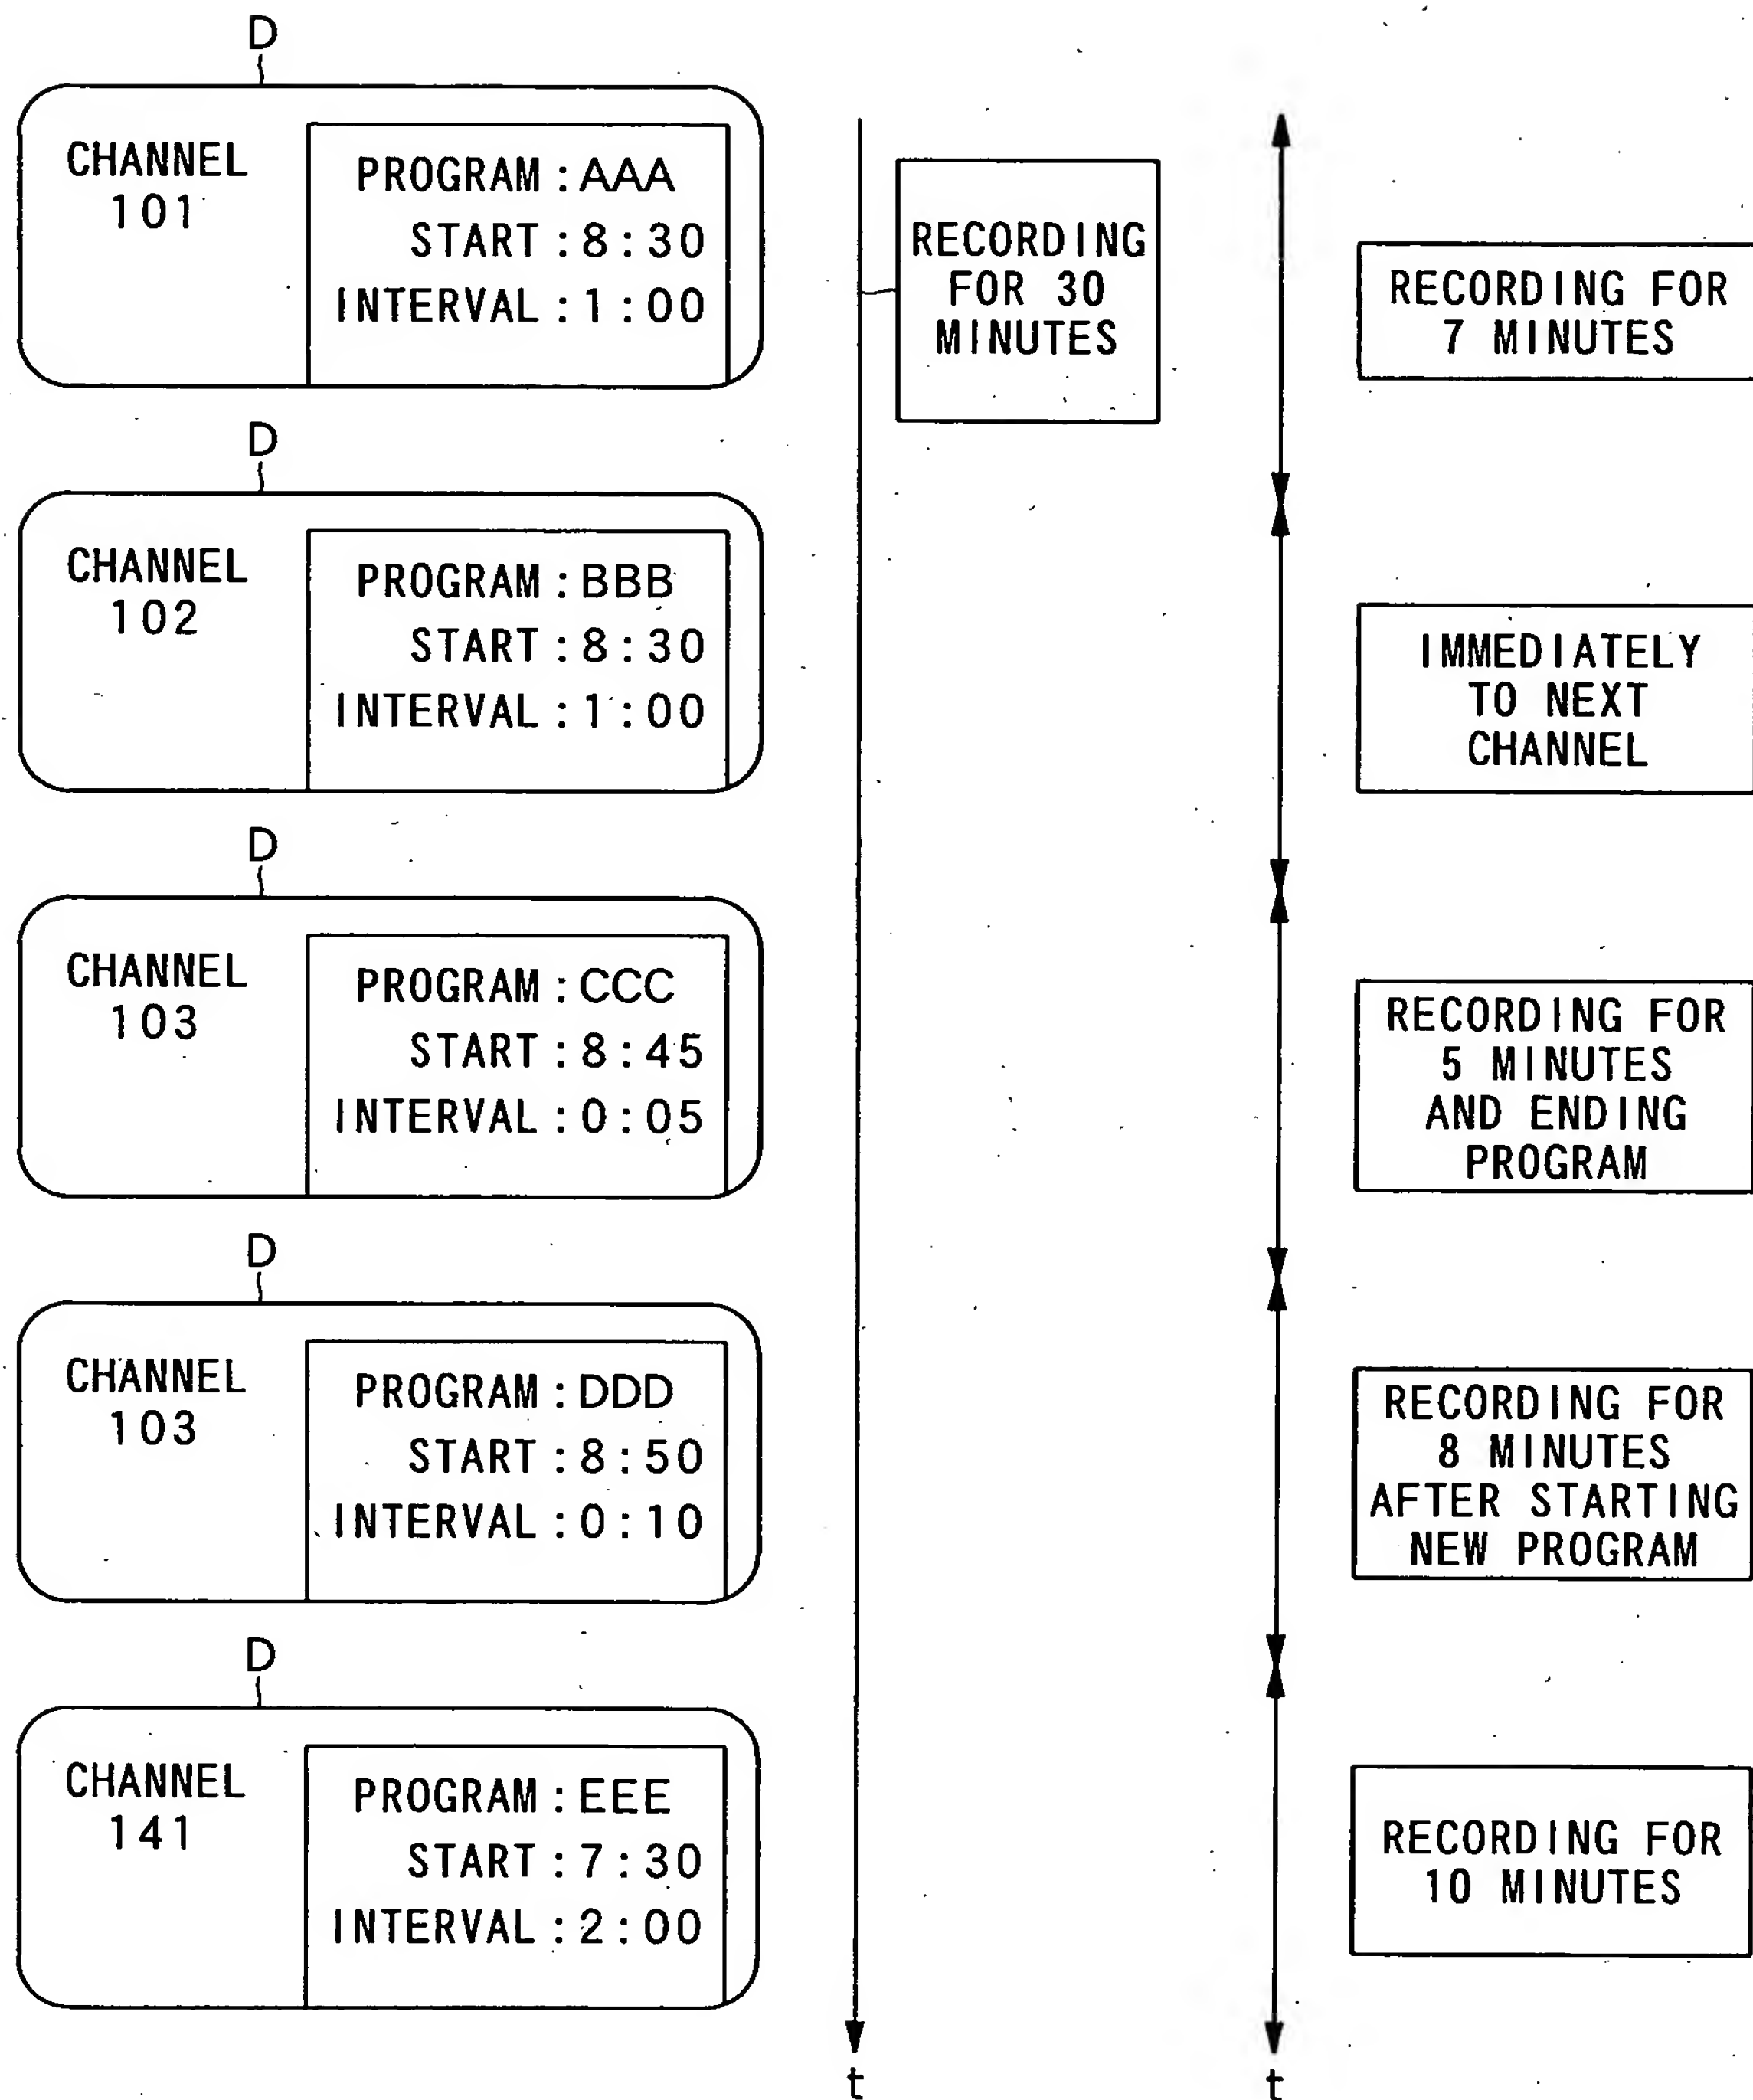 D
CHANNEL
101
PROGRAM : AAA
START : 8 : 30
INTERVAL : 1 : 00
RECORDING
FOR 30
MINUTES
RECORDING FOR
7 MINUTES
D
CHANNEL
102
PROGRAM : BBB
START : 8 : 30
INTERVAL : 1 : 00
IMMEDIATELY
TO NEXT
CHANNEL
D
CHANNEL
103
PROGRAM : CCC
START : 8 : 45
INTERVAL : 0 : 05
RECORDING FOR
5 MINUTES
AND ENDING
PROGRAM
D
CHANNEL
103
PROGRAM : DDD
START : 8 : 50
INTERVAL : 0 : 10
RECORDING FOR
8 MINUTES
AFTER STARTING
NEW PROGRAM
D
CHANNEL
141
PROGRAM : EEE
START : 7 : 30
INTERVAL : 2 : 00
RECORDING FOR
10 MINUTES
t
t